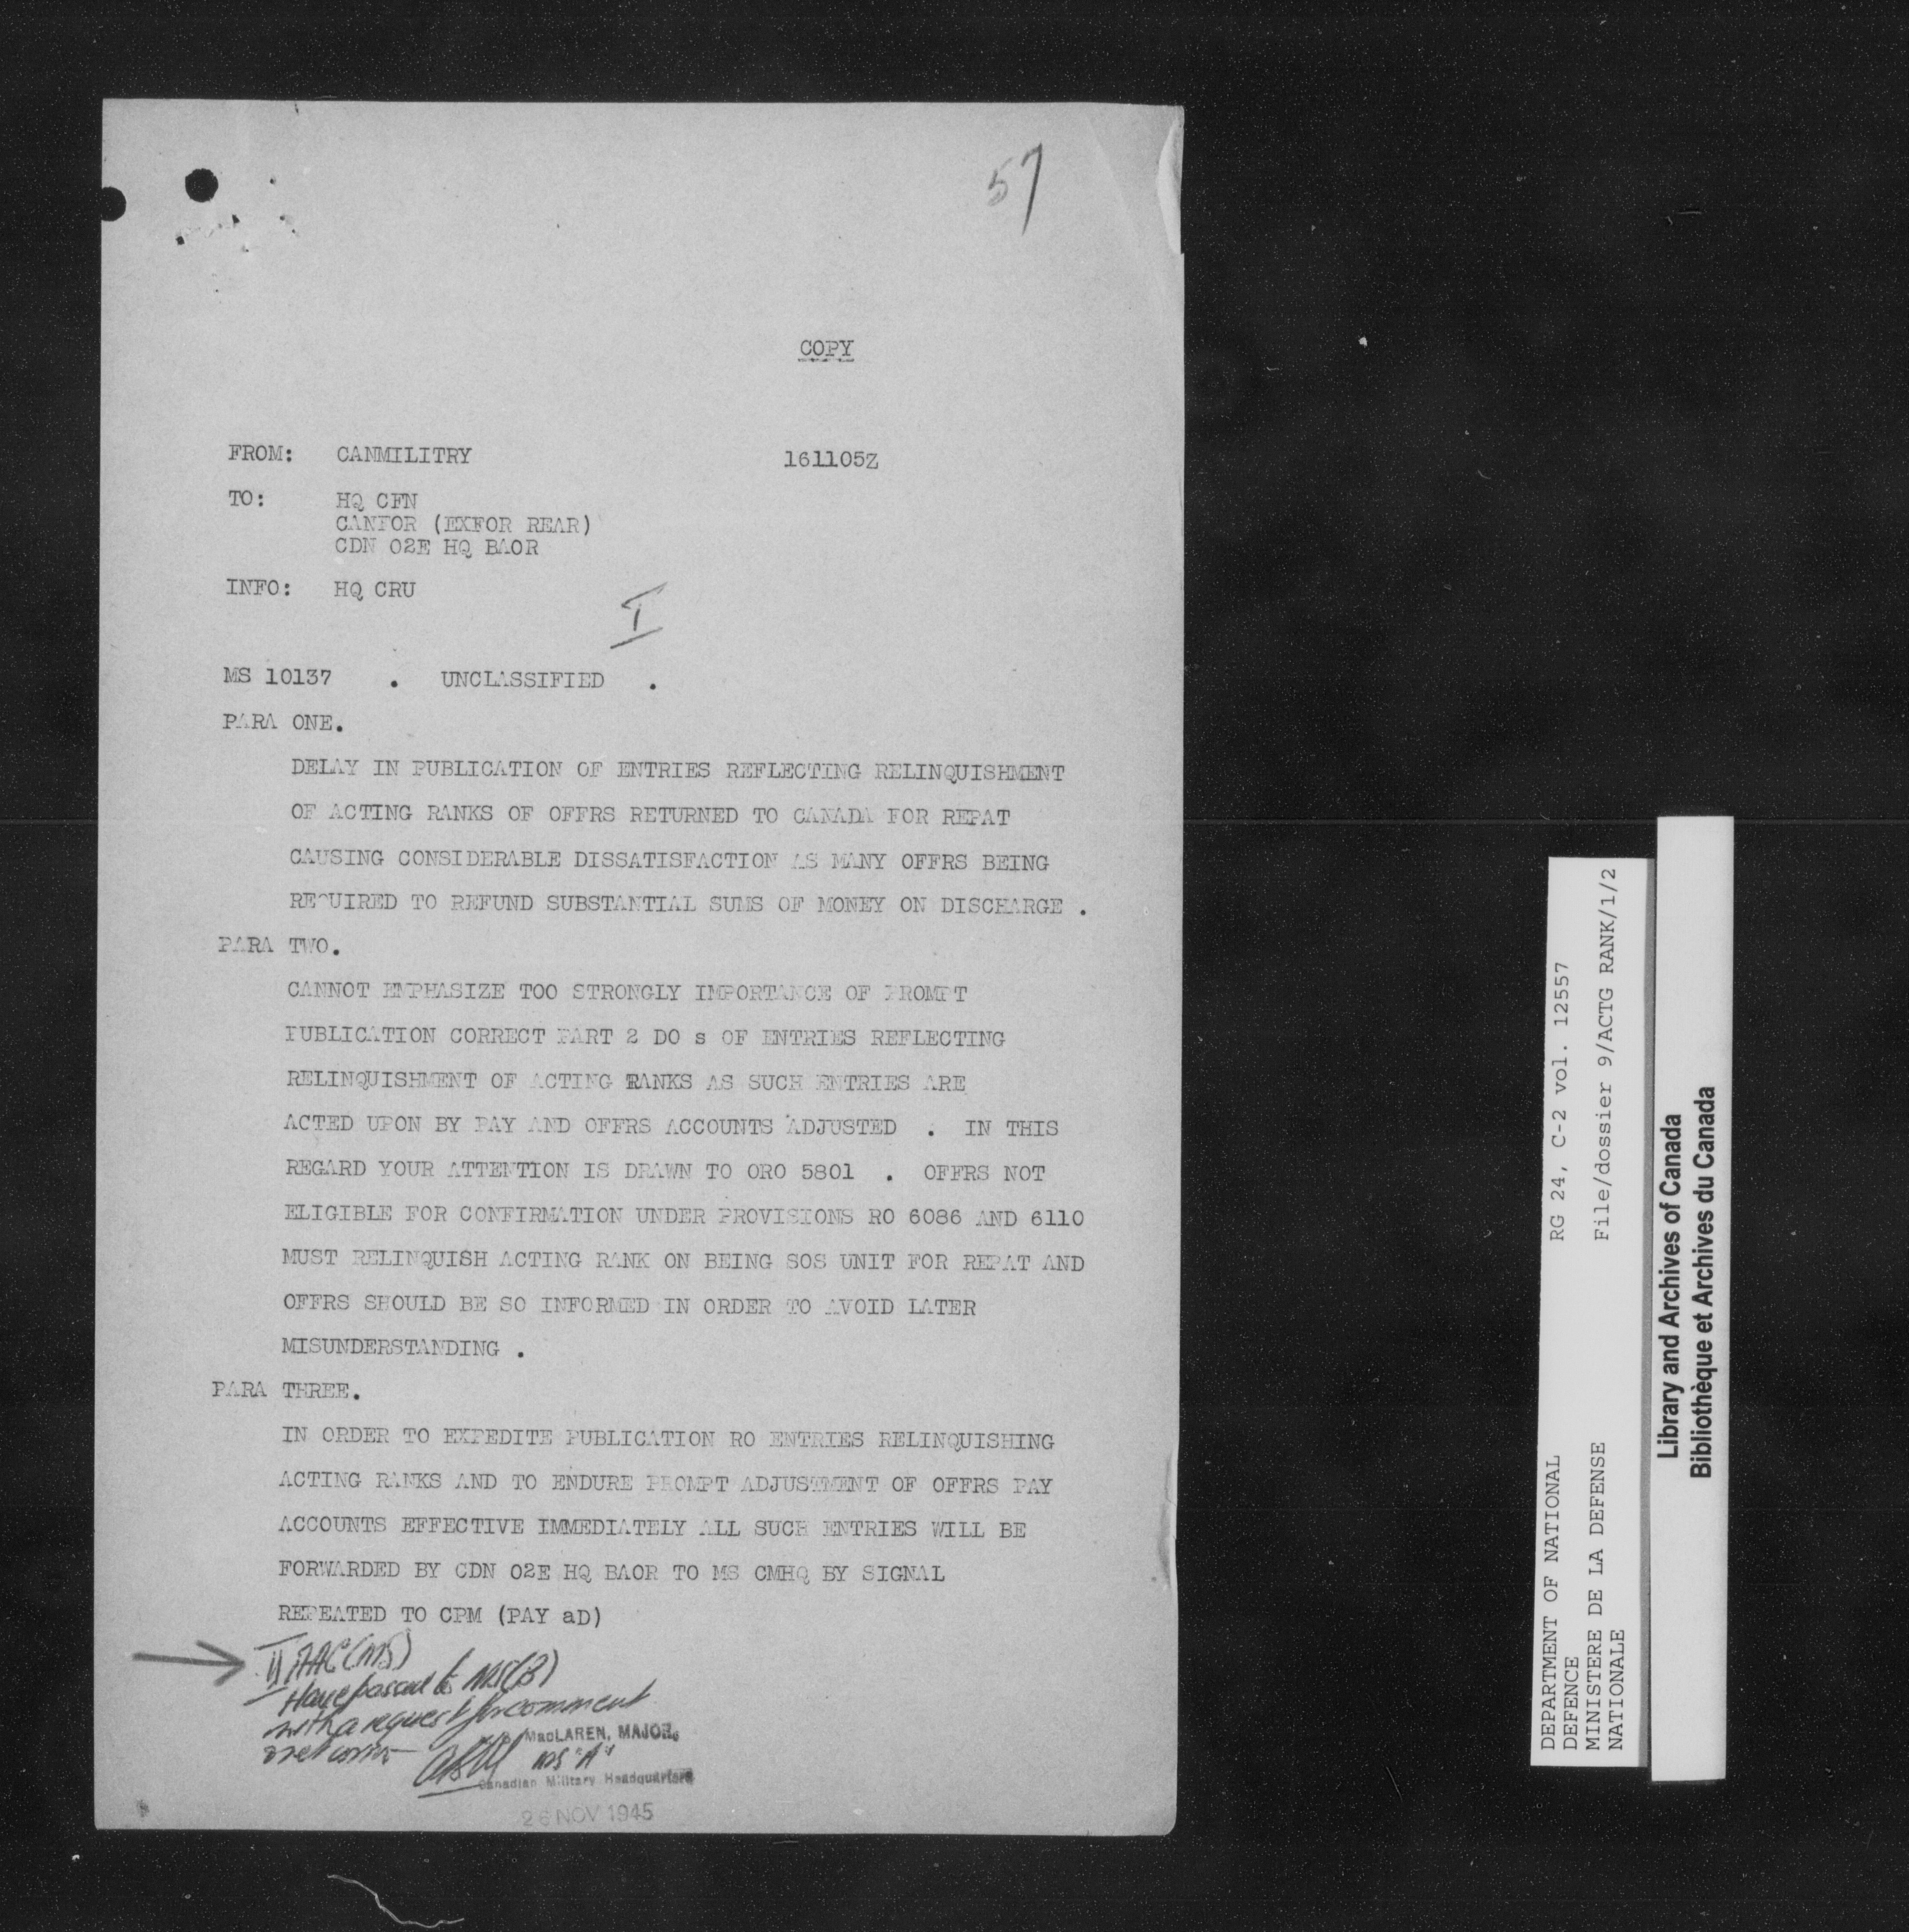 57
COPY
FROM: CANMILITRY 161105Z
TO: HQ CFN
CANFOR (EXFOR REAR)
CDN 02E HQ BAOR
INFO: HQ CRU
I
MS 10137 . UNCLASSIFIED .
PARA ONE.
DELAY IN PUBLICATION OF ENTRIES REFLECTING RELINQUISHMENT
OF ACTING RANKS OF OFFRS RETURNED TO CANADA FOR REPAT
CAUSING CONSIDERABLE DISSATISFACTION AS MANY OFFRS BEING
REQUIRED TO REFUND SUBSTANTIAL SUMS OF MONEY ON DISCHARGE .
PARA TWO.
CANNOT EMPHASIZE TOO STRONGLY IMPORTANCE OF PROMPT
PUBLICATION CORRECT PART 2 DO s OF ENTRIES REFLECTING
RELINQUISHMENT OF ACTING RANKS AS SUCH ENTRIES ARE
ACTED UPON BY PAY AND OFFRS ACCOUNTS ADJUSTED . IN THIS
REGARD YOUR ATTENTION IS DRAWN TO ORO 5801 . OFFRS NOT
ELIGIBLE FOR CONFIRMATION UNDER PROVISIONS RO 6086 AND 6110
MUST RELINQUISH ACTING RANK ON BEING SOS UNIT FOR REPAT AND
OFFRS SHOULD BE SO INFORMED IN ORDER TO AVOID LATER
MISUNDERSTANDING .
PARA THREE.
IN ORDER TO EXPEDITE PUBLICATION RO ENTRIES RELINQUISHING
ACTING RANKS AND TO ENDURE PROMPT ADJUSTMENT OF OFFRS PAY
ACCOUNTS EFFECTIVE IMMEDIATELY ALL SUCH ENTRIES WILL BE
FORWARDED BY CDN 02E HQ BAOR TO MS CMHQ BY SIGNAL
REPEATED TO CPM (PAY aD)
II AAG (MS)
Have passed to MS(B)
with a request for comment
MacLAREN, MAJOR,
MS "A"
Canadian Military Headquarters
26 NOV 1945
DEPARTMENT OF NATIONAL RG 24, C-2 vol. 12557
DEFENCE
MINISTERE DE LA DEFENSE File/dossier 9/ACTG RANK/1/2
NATIONALE
Library and Archives of Canada
Bibliothèque et Archives du Canada